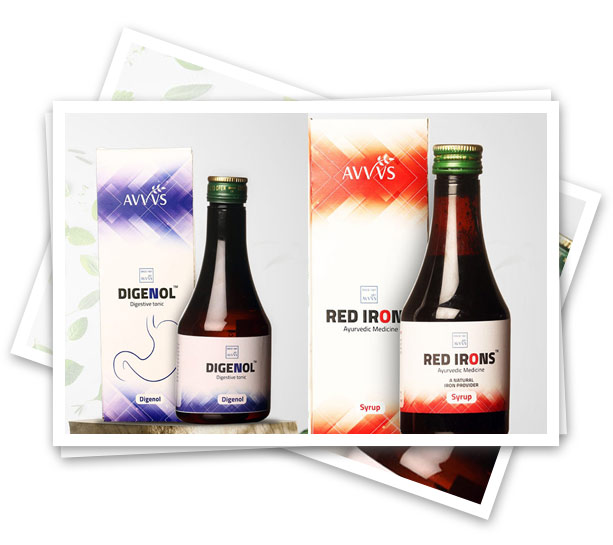 AVVVS
DIGENOL™
Digestive tonic
Digenol
DIGENOL™
Digestive tonic
Digenol
AVVVS
RED IRONS
Ayurvedic Medicine
Syrup
RED IRONS™
Ayurvedic Medicine
A NATURAL
IRON PROVIDER
Syrup